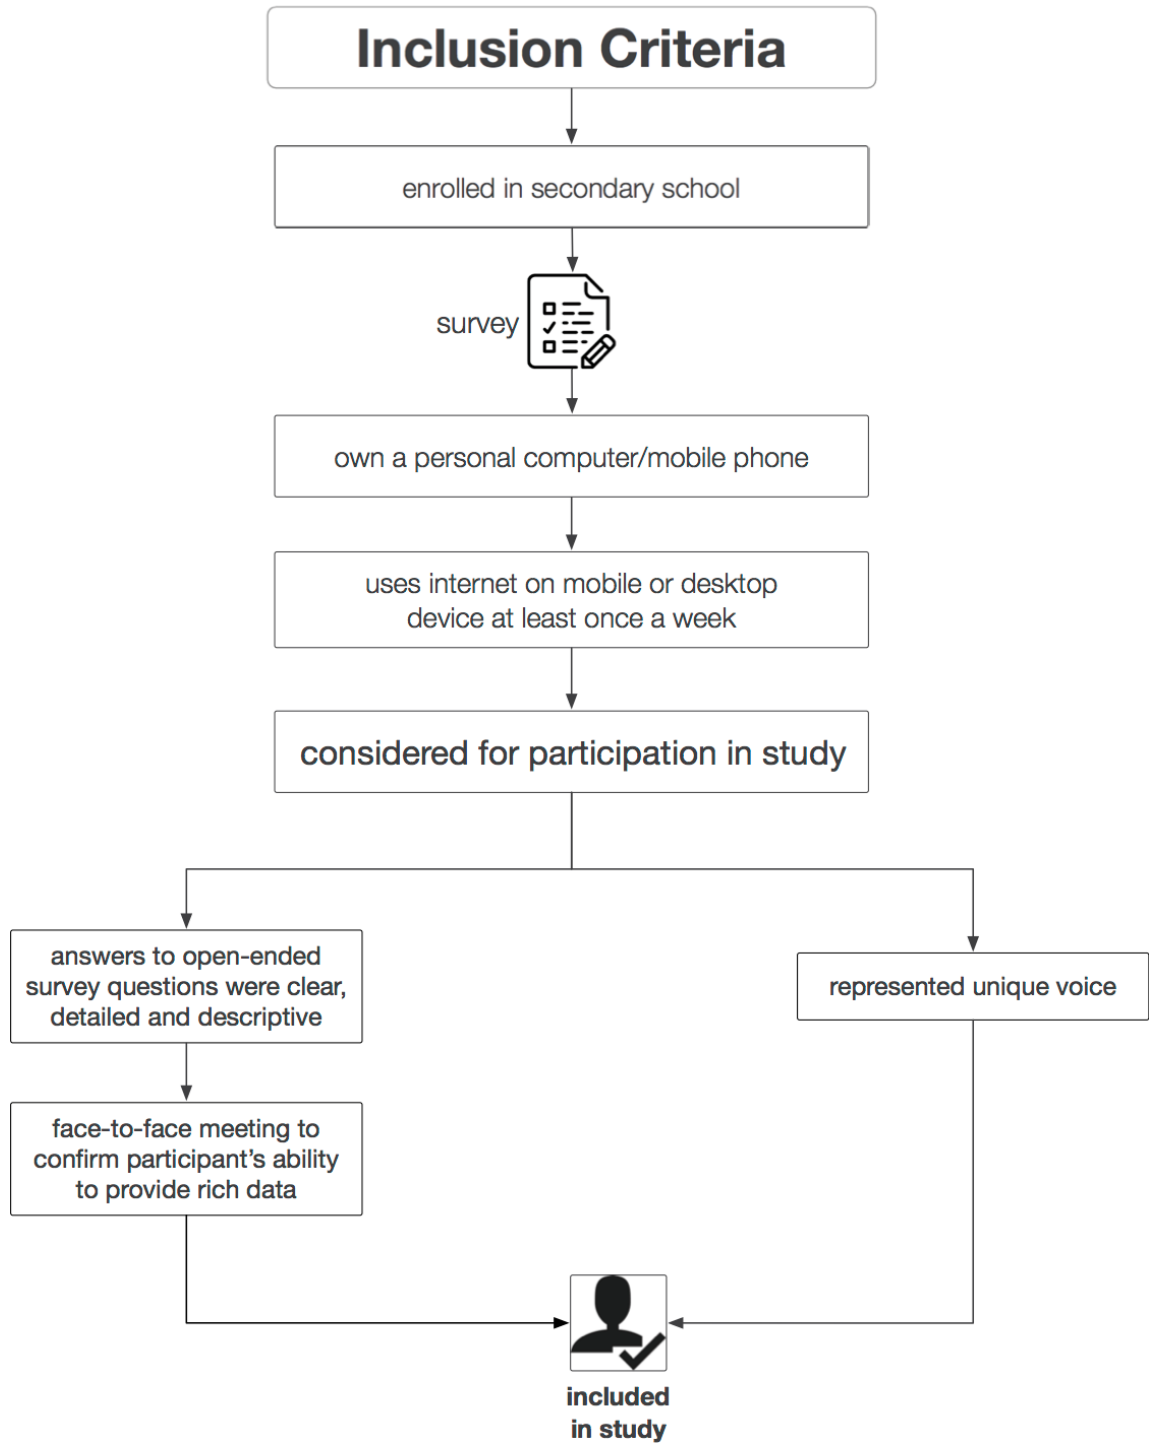 Inclusion Criteria
enrolled in secondary school
survey
own a personal computer/mobile phone
uses internet on mobile or desktop
device at least once a week
considered for participation in study
answers to open-ended
survey questions were clear,
detailed and descriptive
represented unique voice
face-to-face meeting to
confirm participant’s ability
to provide rich data
included
in study